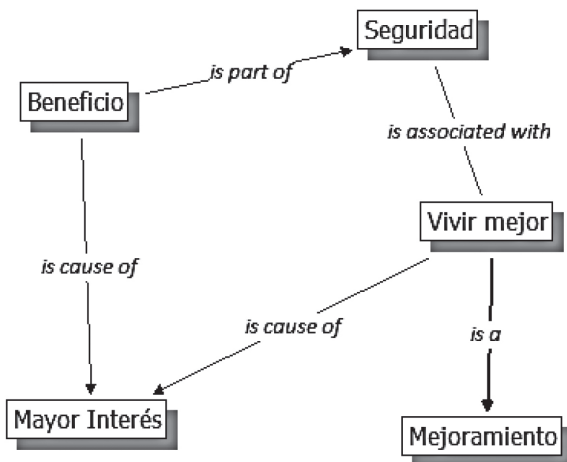 Seguridad
is part of
Beneficio
is associated with
Vivir mejor
is cause of
is cause of
is a
Mayor Interés
Mejoramiento